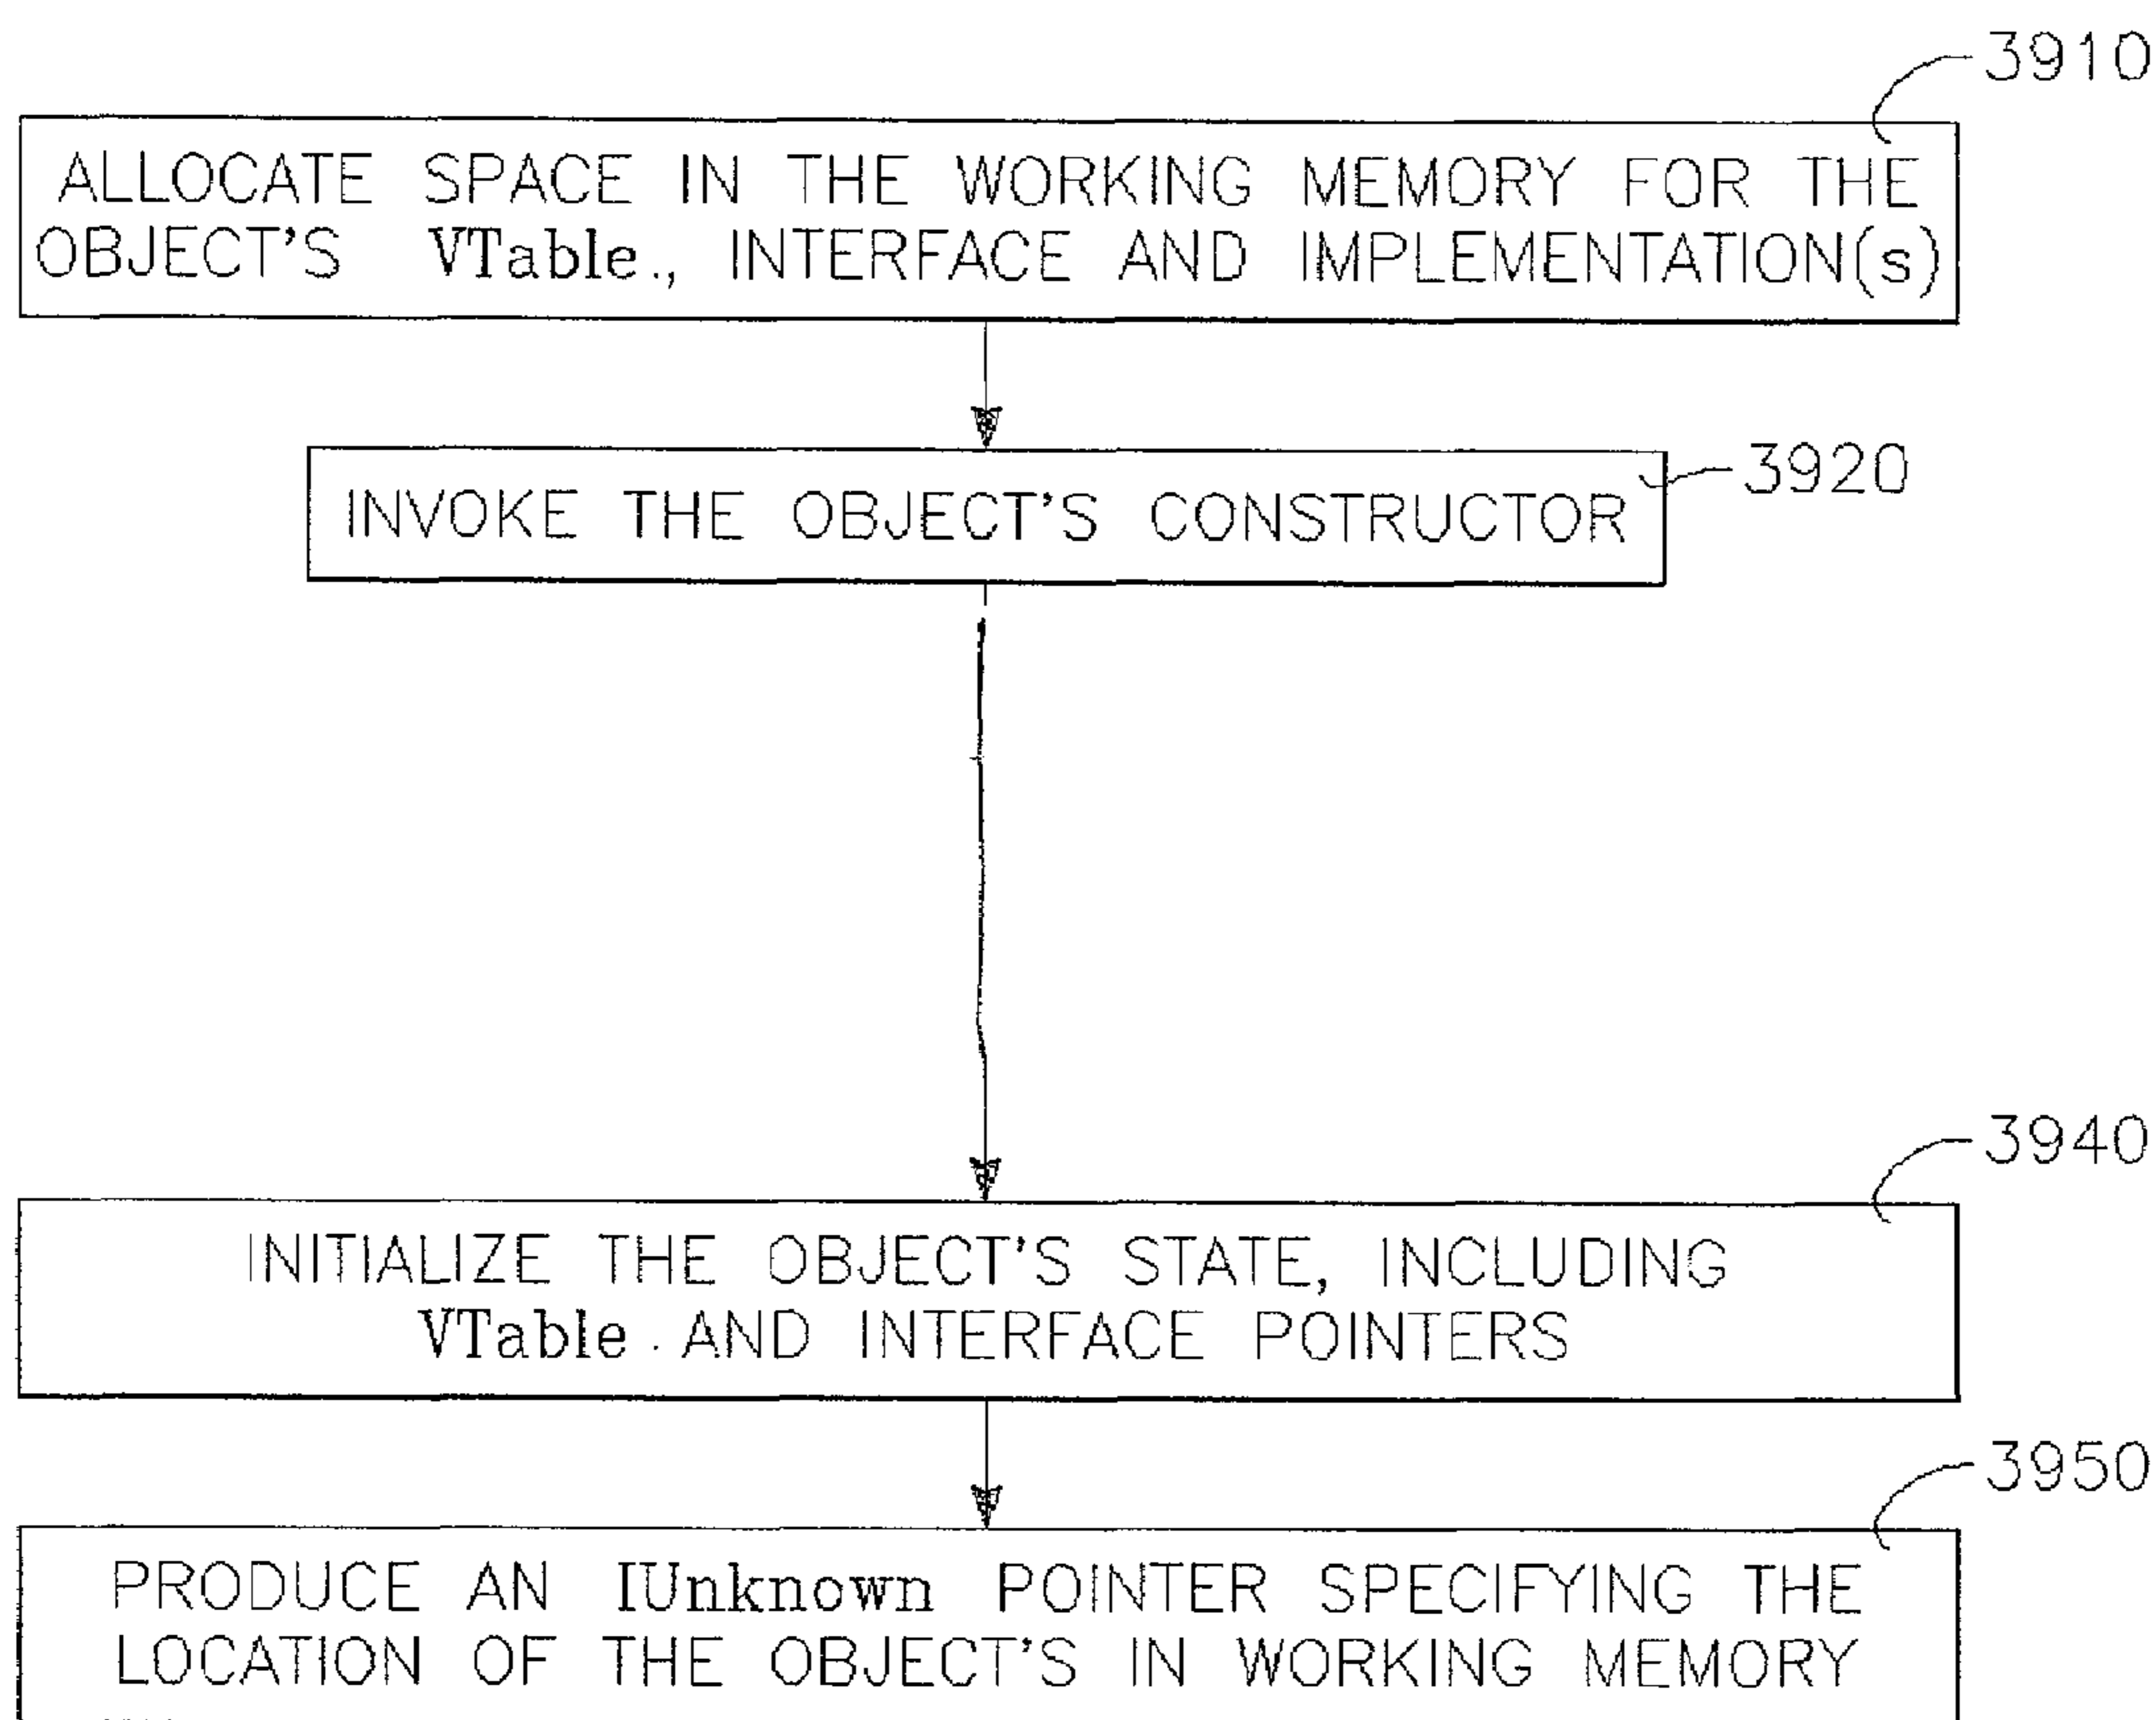 3910
ALLOCATE SPACE IN THE WORKING MEMORY FOR THE
OBJECT'S VTable., INTERFACE AND IMPLEMENTATION(s)
3920
INVOKE THE OBJECT'S CONSTRUCTOR
3940
INITIALIZE THE OBJECT'S STATE, INCLUDING
VTable . AND INTERFACE POINTERS
3950
PRODUCE AN IUnknown POINTER SPECIFYING THE
LOCATION OF THE OBJECT'S IN WORKING MEMORY